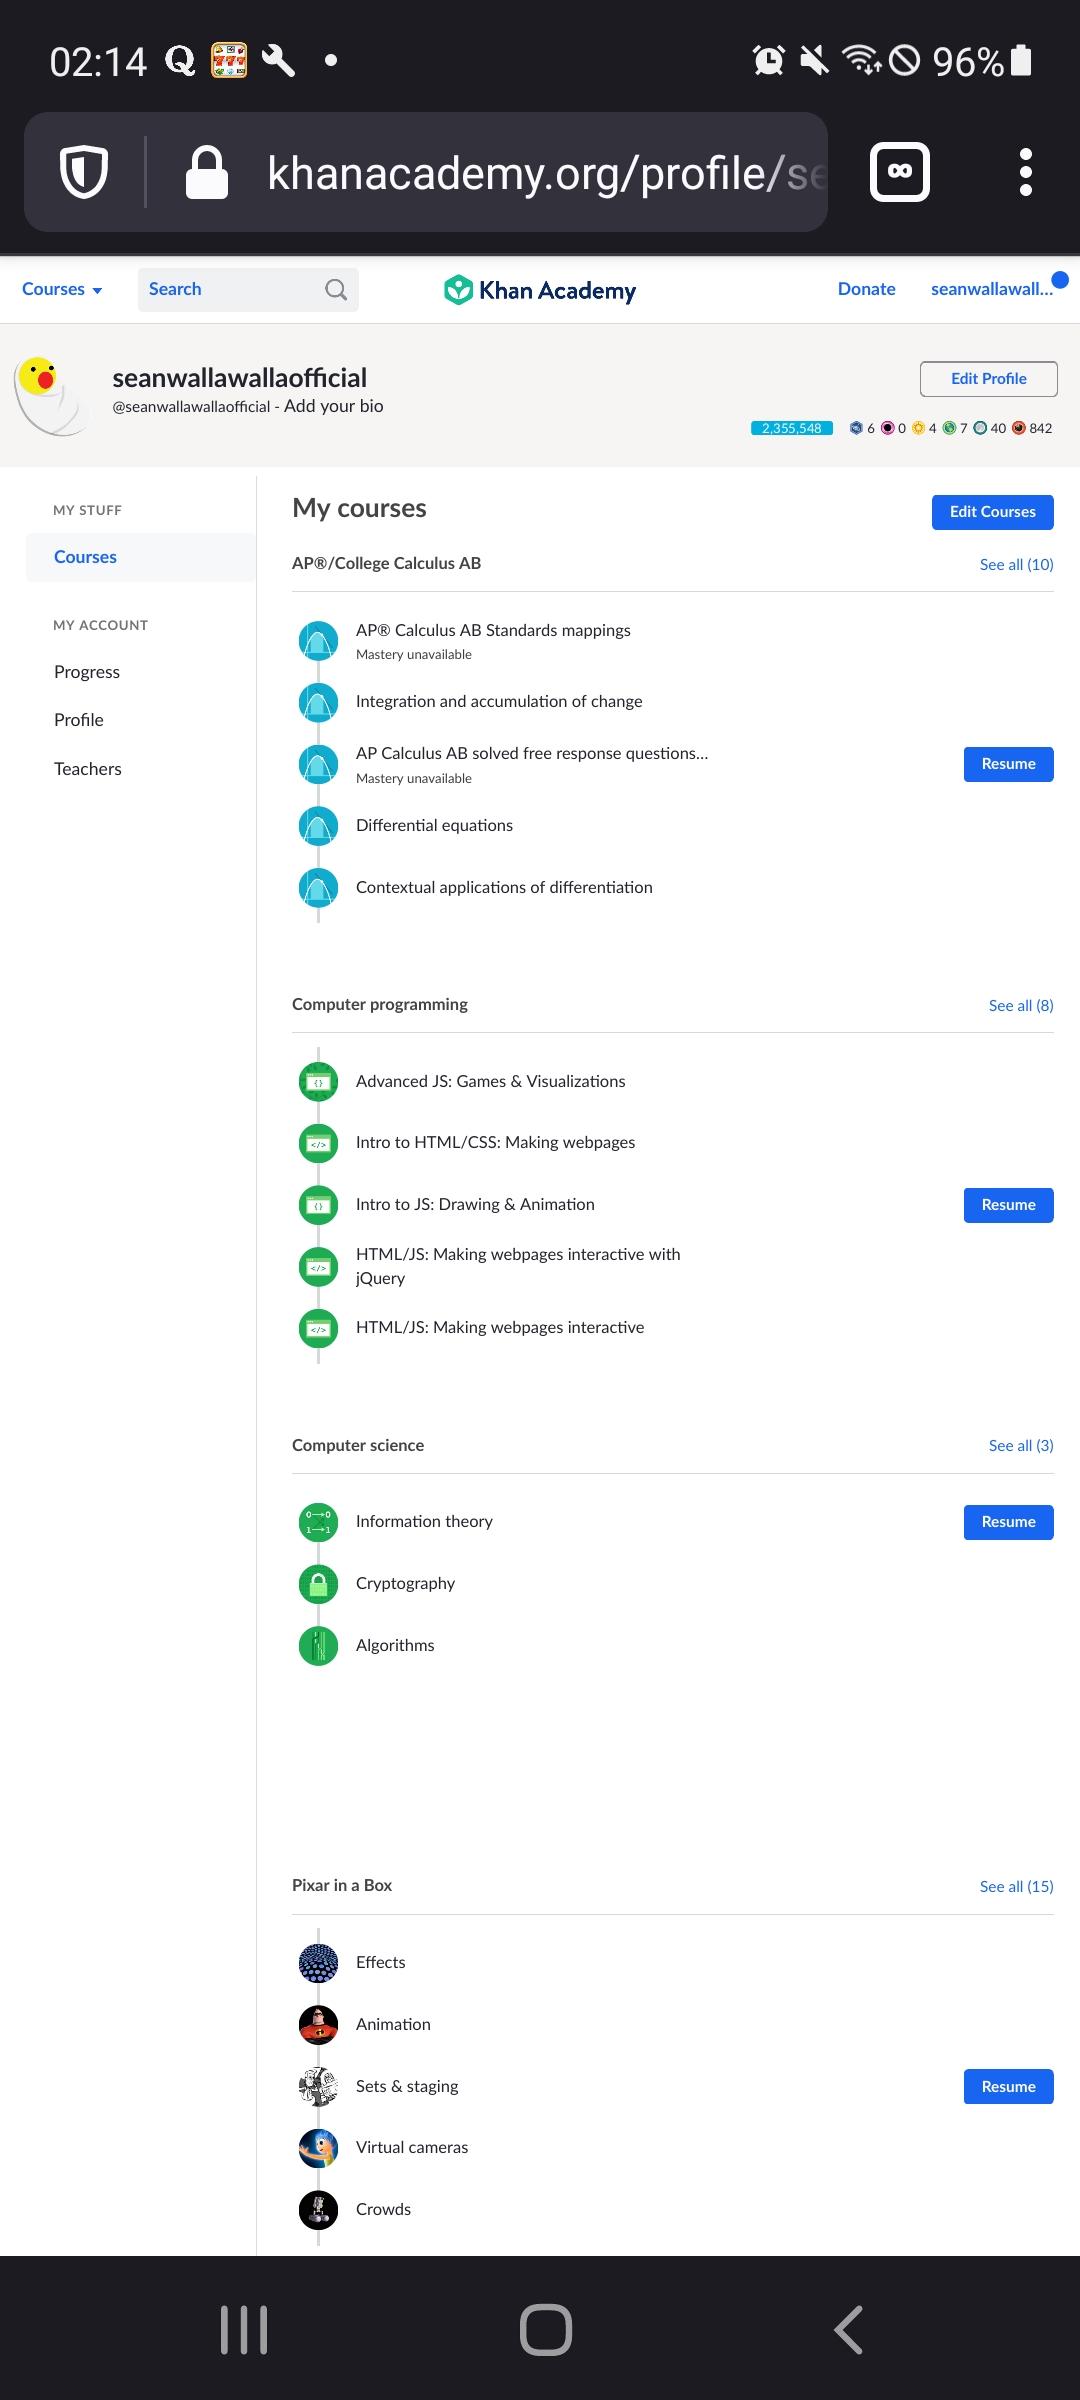 02:14
96%
khanacademy.org/profile/se
Courses
Search
Khan Academy
Donate
seanwallawall...
seanwallawallaofficial
@seanwallawallaofficial - Add your bio
Edit Profile
2,355,548 6 0 4 7 40 842
MY STUFF
Courses
MY ACCOUNT
Progress
Profile
Teachers
My courses
Edit Courses
AP®/College Calculus AB
See all (10)
AP® Calculus AB Standards mappings
Mastery unavailable
Integration and accumulation of change
AP Calculus AB solved free response questions...
Mastery unavailable
Resume
Differential equations
Contextual applications of differentiation
Computer programming
See all (8)
Advanced JS: Games & Visualizations
Intro to HTML/CSS: Making webpages
Intro to JS: Drawing & Animation
Resume
HTML/JS: Making webpages interactive with
jQuery
HTML/JS: Making webpages interactive
Computer science
See all (3)
Information theory
Resume
Cryptography
Algorithms
Pixar in a Box
See all (15)
Effects
Animation
Sets & staging
Resume
Virtual cameras
Crowds